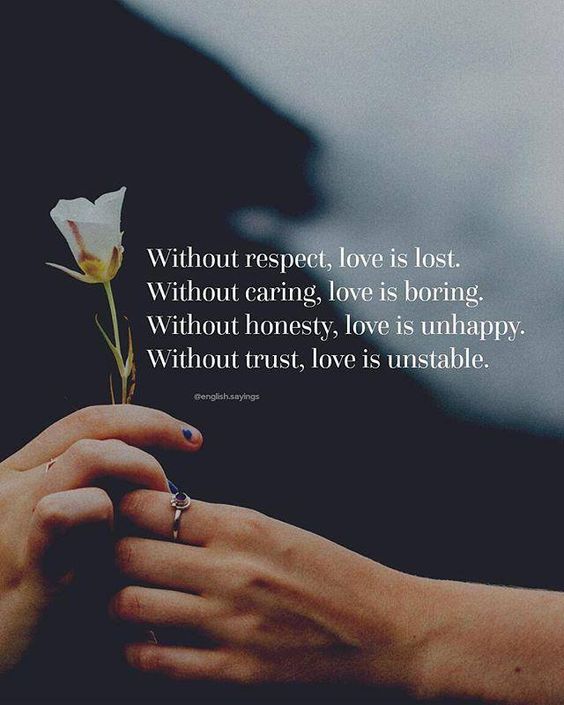 Without respect, love is lost.
Without caring, love is boring.
Without honesty, love is unhappy.
Without trust, love is unstable.
@english.sayings